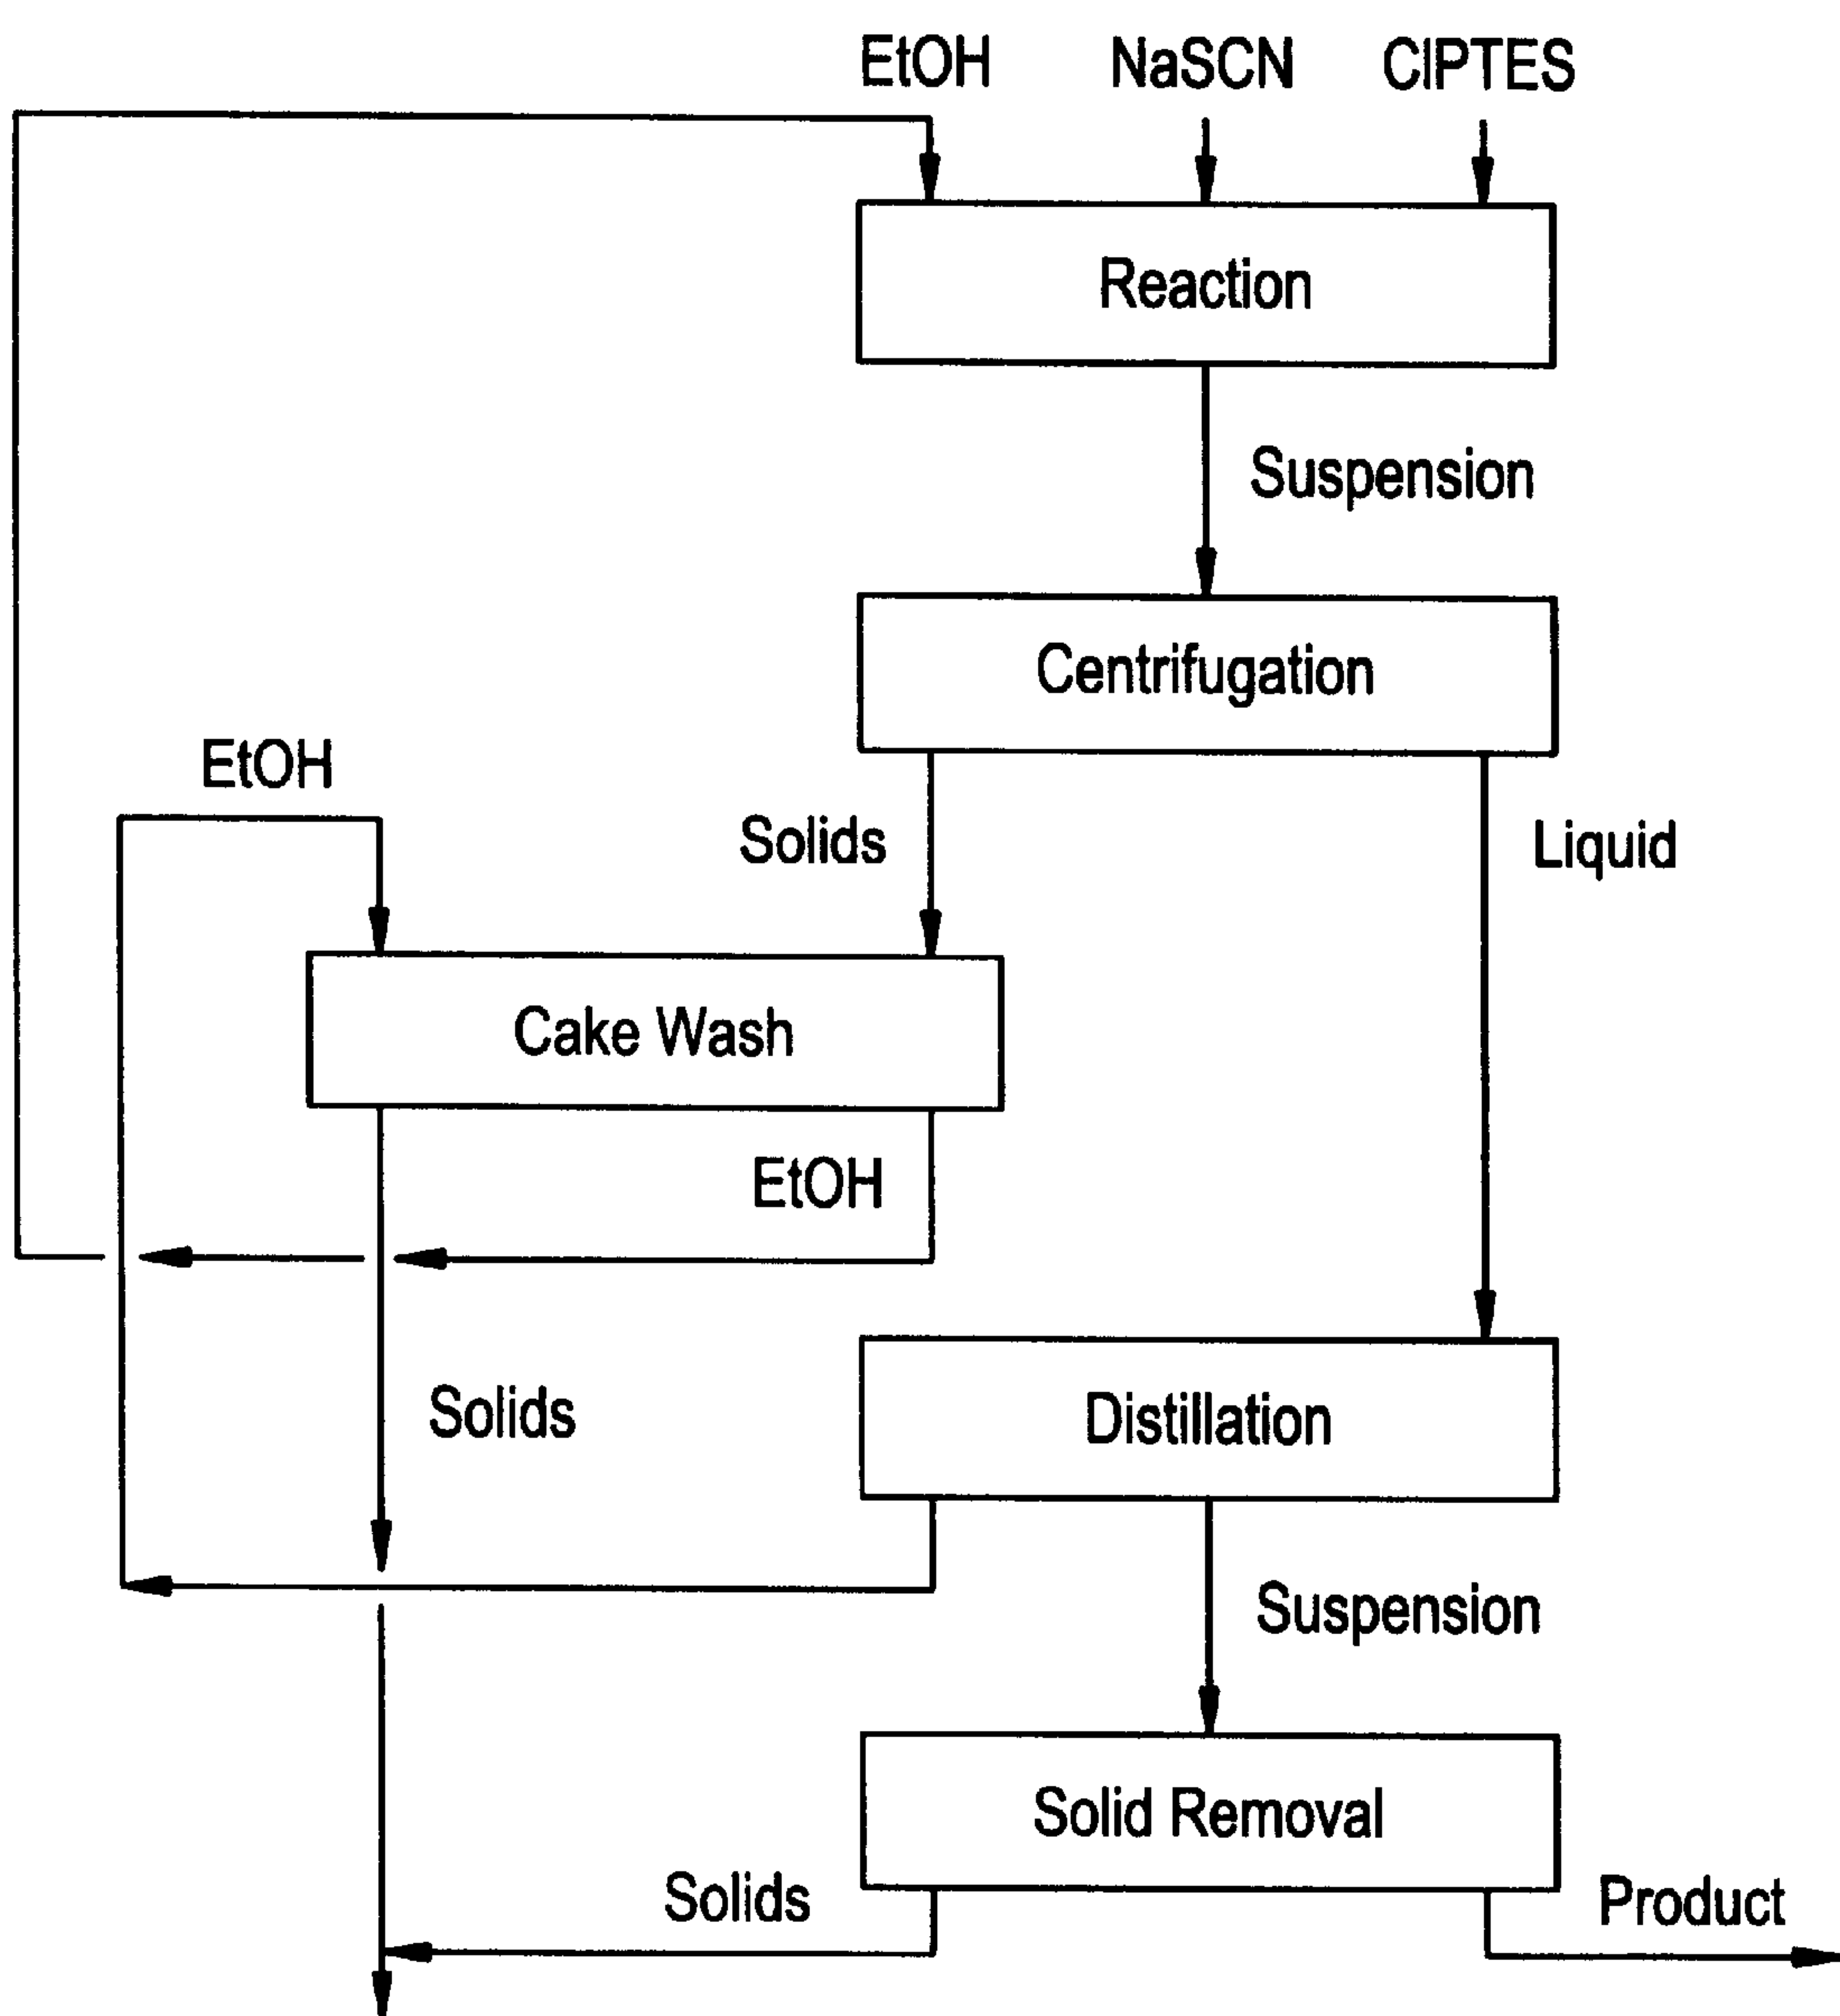 EtOH NaSCN ClPTES
Reaction
Suspension
Centrifugation
EtOH
Solids
Liquid
Cake Wash
EtOH
Solids
Distillation
Suspension
Solid Removal
Solids
Product